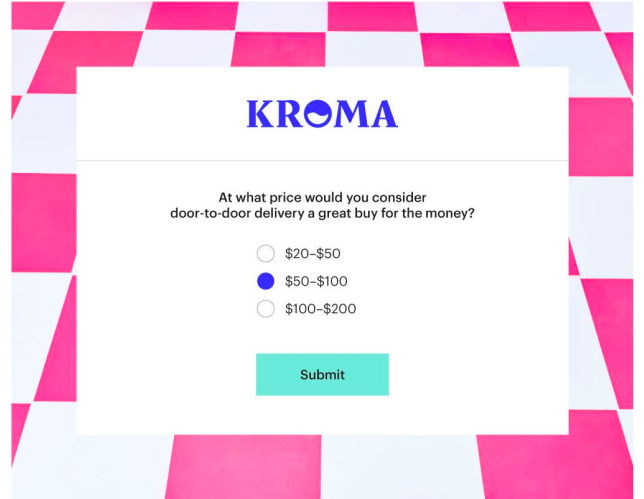 KROMA
At what price would you consider
door-to-door delivery a great buy for the money?
$20–$50
$50–$100
$100–$200
Submit